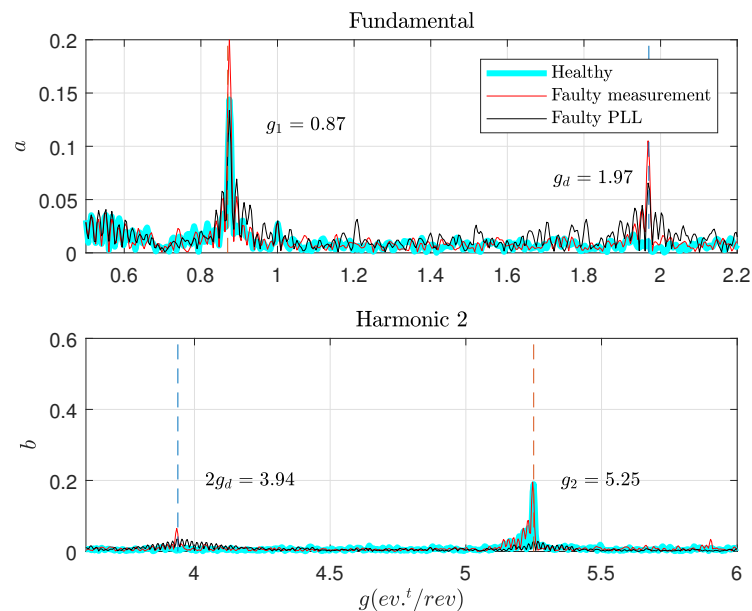 Fundamental
0.2
0.15
0.1
0.05
0
a
Healthy
Faulty measurement
Faulty PLL
g₁ = 0.87
g_d = 1.97
0.6 0.8 1 1.2 1.4 1.6 1.8 2 2.2
Harmonic 2
0.6
0.4
0.2
0
b
2g_d = 3.94
g₂ = 5.25
4 4.5 5 5.5 6
g(ev.ᵗ/rev)